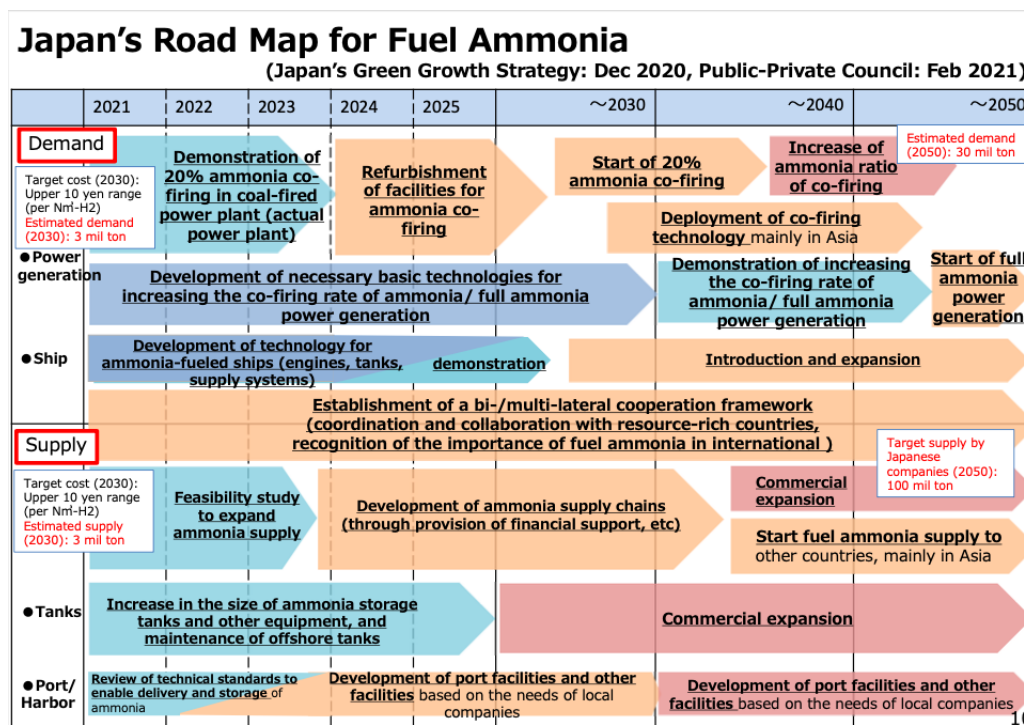 Japan's Road Map for Fuel Ammonia
(Japan's Green Growth Strategy: Dec 2020, Public-Private Council: Feb 2021)
2021 2022 2023 2024 2025 ～2030 ～2040 ～2050
Demand
Target cost (2030):
Upper 10 yen range
(per Nm³-H2)
Estimated demand
(2030): 3 mil ton
Demonstration of
20% ammonia co-
firing in coal-fired
power plant (actual
power plant)
Refurbishment
of facilities for
ammonia co-
firing
Start of 20%
ammonia co-firing
Increase of
ammonia ratio
of co-firing
Estimated demand
(2050): 30 mil ton
Deployment of co-firing
technology mainly in Asia
●Power
generation
Development of necessary basic technologies for
increasing the co-firing rate of ammonia/ full ammonia
power generation
Demonstration of increasing
the co-firing rate of
ammonia/ full ammonia
power generation
Start of full
ammonia
power
generation
●Ship
Development of technology for
ammonia-fueled ships (engines, tanks,
supply systems)
demonstration
Introduction and expansion
Establishment of a bi-/multi-lateral cooperation framework
(coordination and collaboration with resource-rich countries,
recognition of the importance of fuel ammonia in international )
Supply
Target cost (2030):
Upper 10 yen range
(per Nm³-H2)
Estimated supply
(2030): 3 mil ton
Feasibility study
to expand
ammonia supply
Development of ammonia supply chains
(through provision of financial support, etc)
Commercial
expansion
Target supply by
Japanese
companies (2050):
100 mil ton
Start fuel ammonia supply to
other countries, mainly in Asia
●Tanks
Increase in the size of ammonia storage
tanks and other equipment, and
maintenance of offshore tanks
Commercial expansion
●Port/
Harbor
Review of technical standards to
enable delivery and storage of
ammonia
Development of port facilities and other
facilities based on the needs of local
companies
Development of port facilities and other
facilities based on the needs of local companies